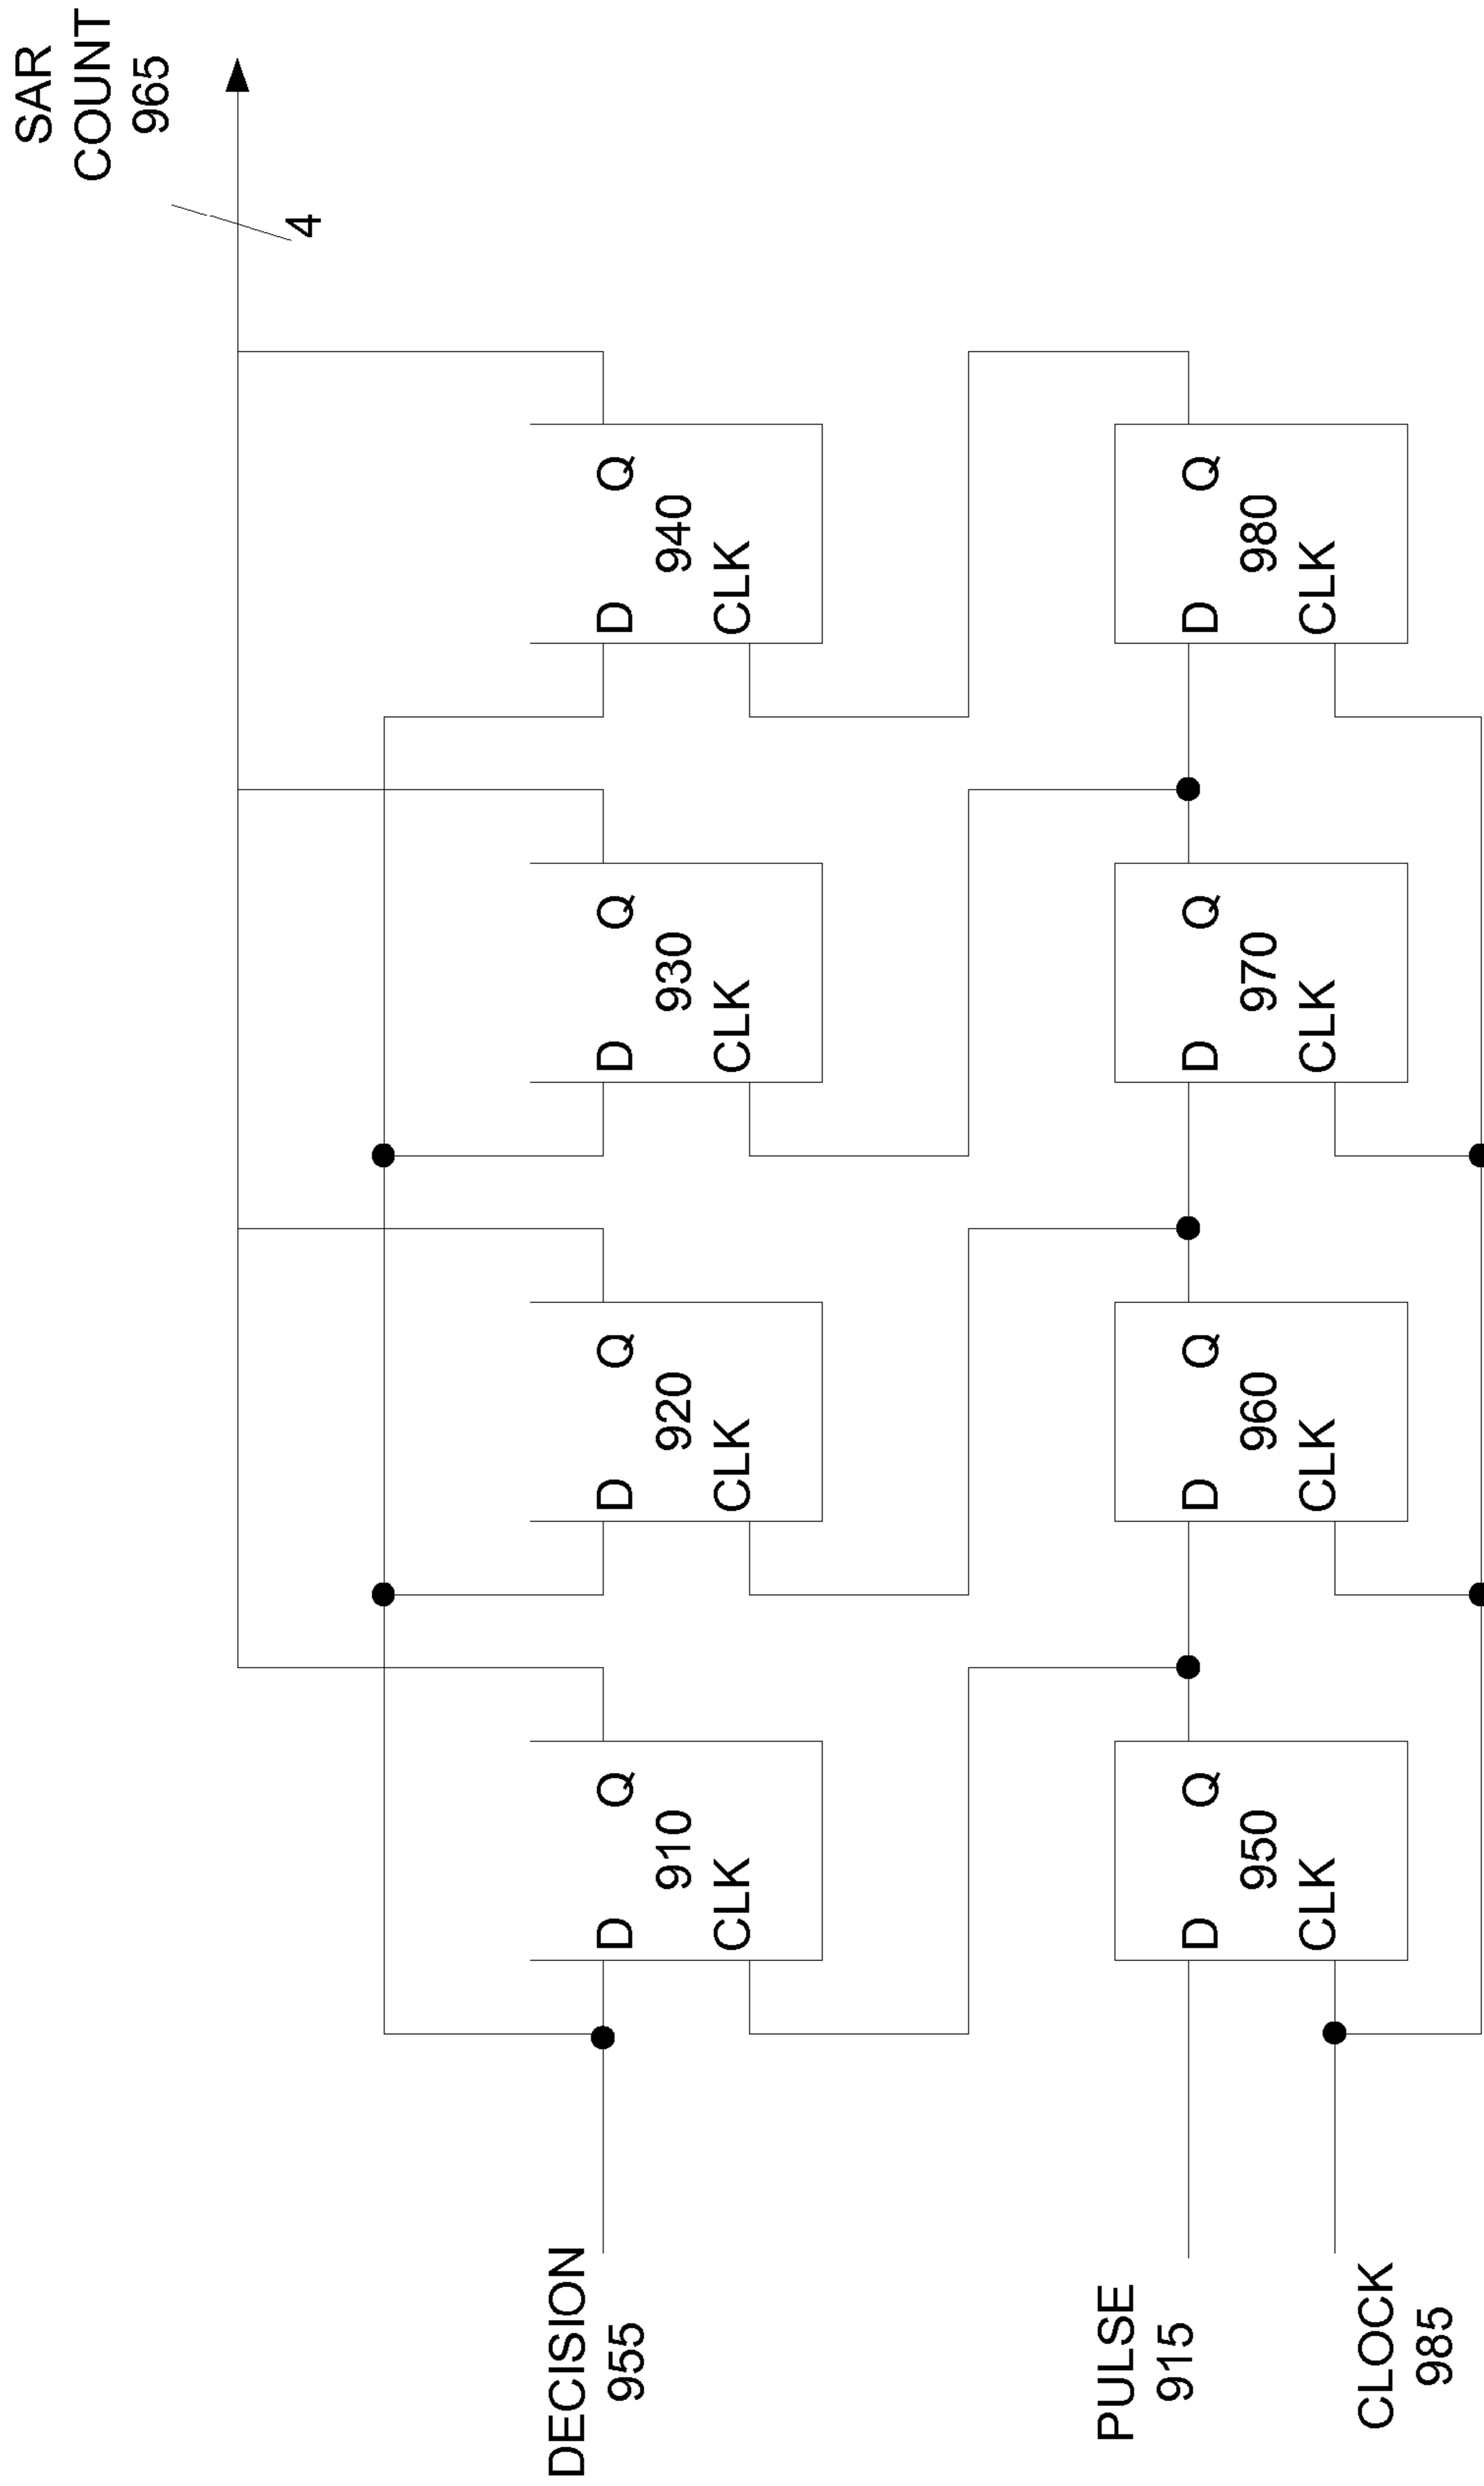 SAR
COUNT
965
4
D Q
910
CLK
D Q
920
CLK
D Q
930
CLK
D Q
940
CLK
DECISION
955
D Q
950
CLK
D Q
960
CLK
D Q
970
CLK
D Q
980
CLK
PULSE
915
CLOCK
985